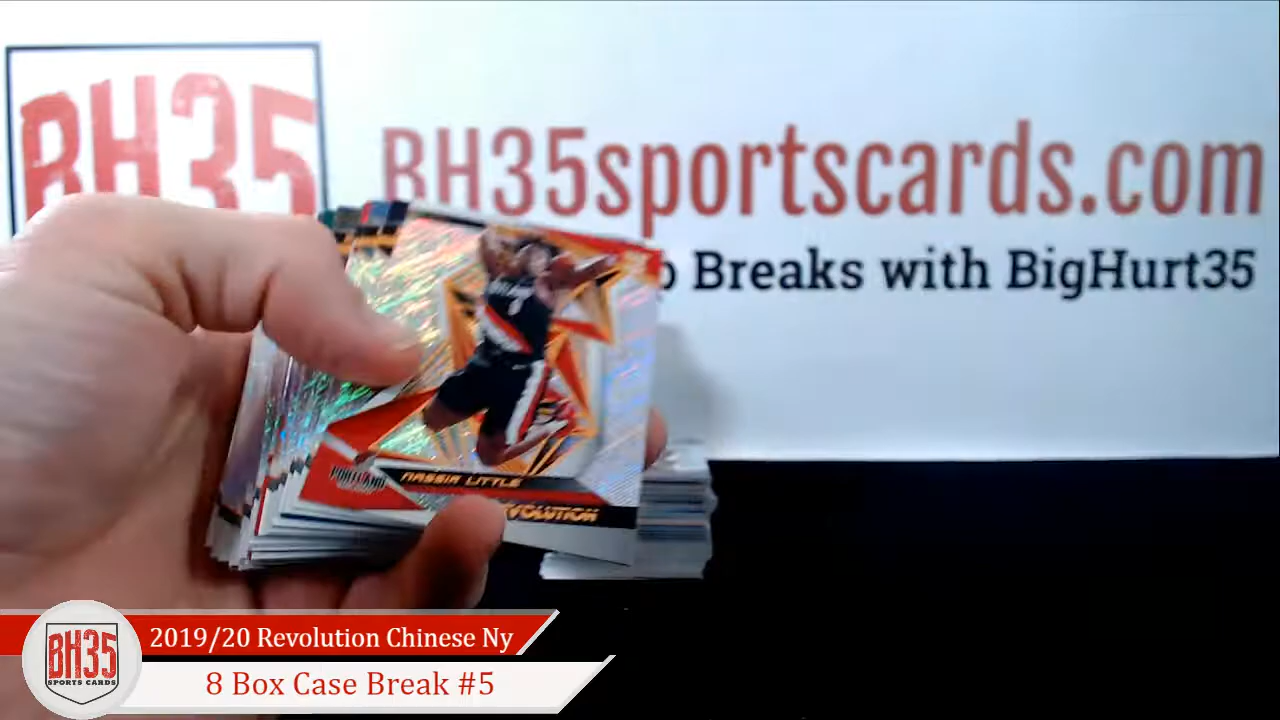 BH35
BH35sportscards.com
Breaks with BigHurt35
PORTLAND
NASSIR LITTLE
VOLUTION
BH35
SPORTS CARDS
2019/20 Revolution Chinese Ny
8 Box Case Break #5